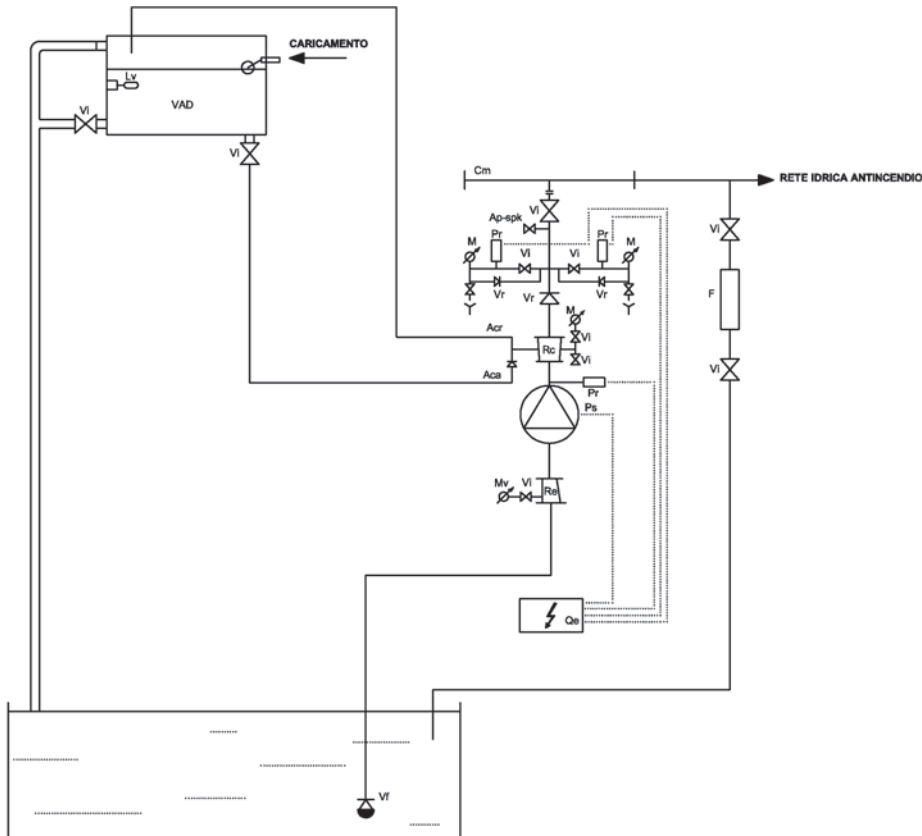 CARICAMENTO
Lv
VAD
Vi
Vi
Cm
RETE IDRICA ANTINCENDIO
Vi
Ap-spk
Vi
M
Pr
Pr
M
Vi
Vi
Vr
Vr
Vr
F
M
Acr
Vi
Rc
Vi
Vi
Aca
Pr
Ps
Mv
Vi
Re
Qe
Vf